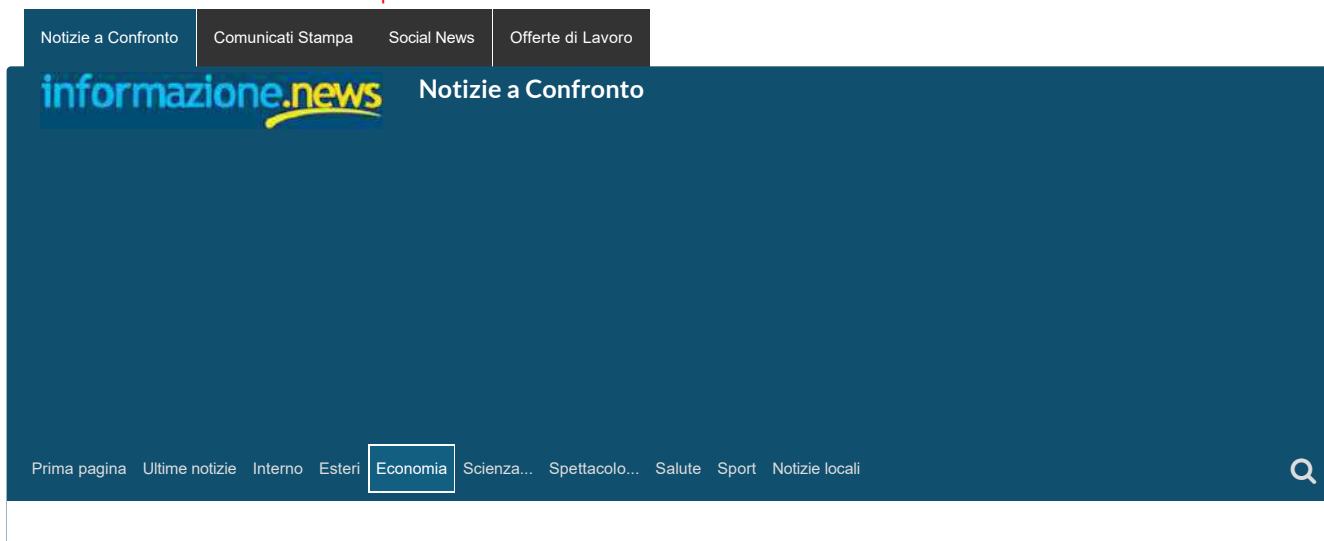 Notizie a Confronto Comunicati Stampa Social News Offerte di Lavoro
informazione.news Notizie a Confronto
Prima pagina Ultime notizie Interno Esteri Economia Scienza... Spettacolo... Salute Sport Notizie locali